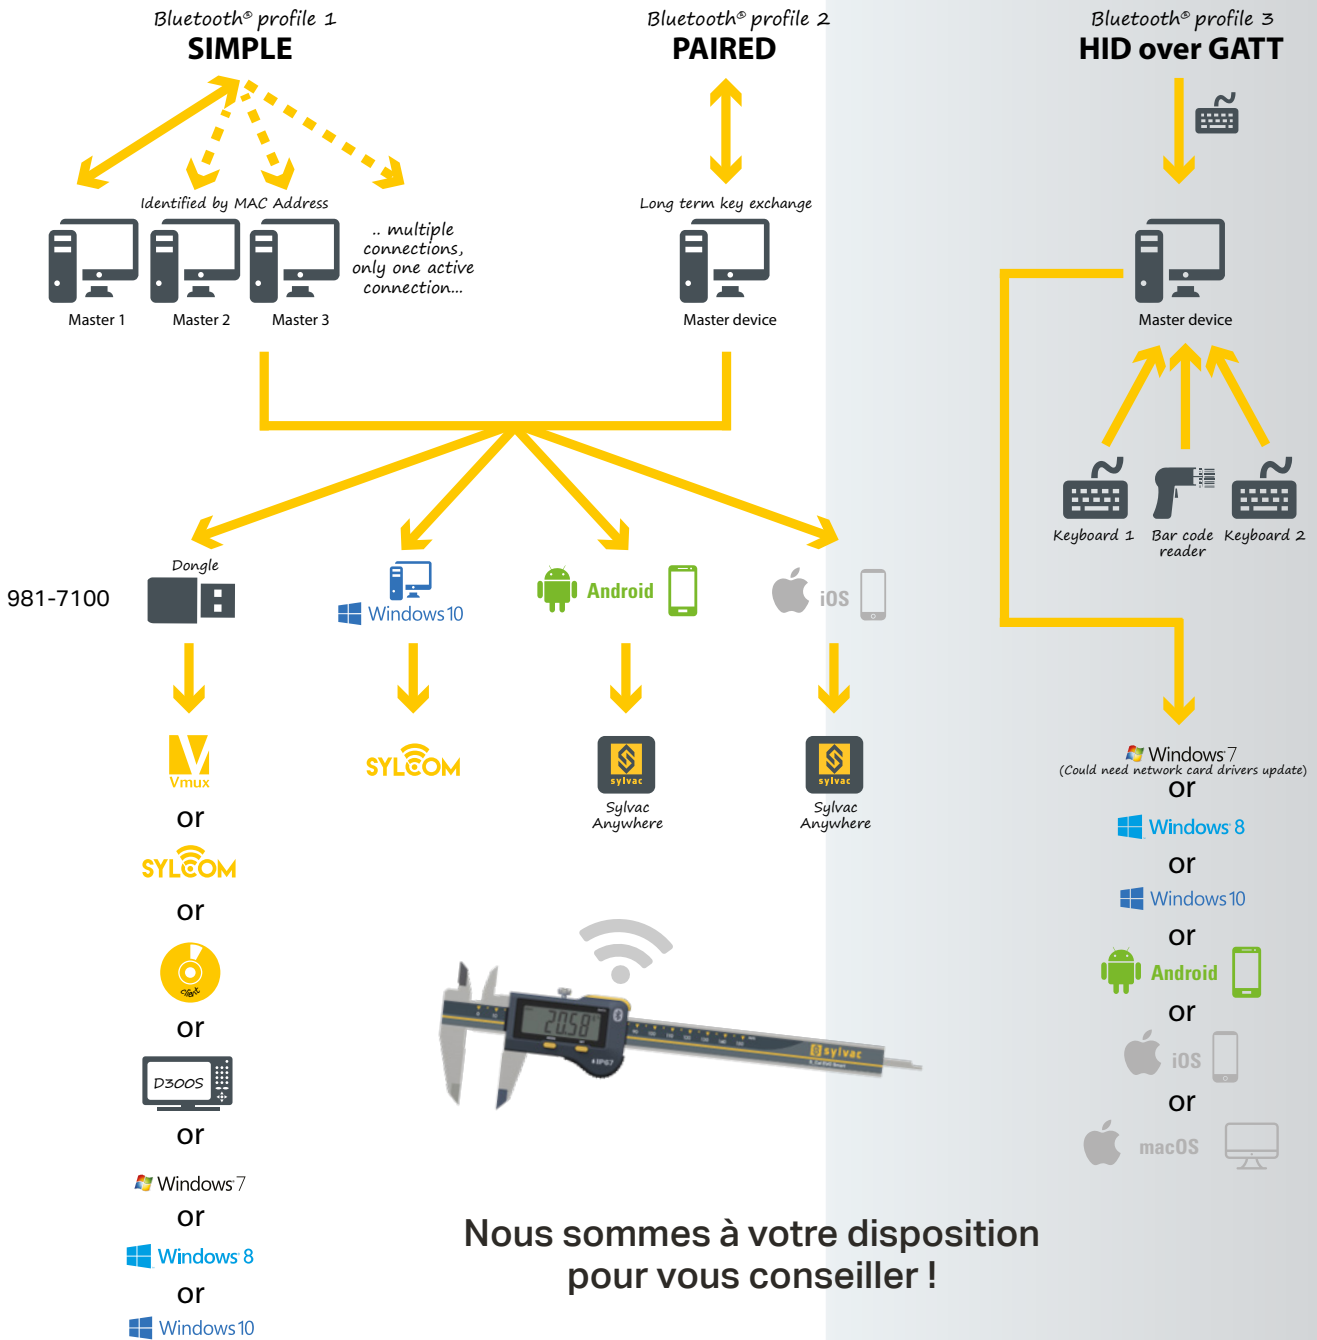 Bluetooth® profile 1
SIMPLE
Identified by MAC Address
Master 1
Master 2
Master 3
.. multiple
connections,
only one active
connection...
Bluetooth® profile 2
PAIRED
Long term key exchange
Master device
Bluetooth® profile 3
HID over GATT
Master device
Keyboard 1
Bar code
reader
Keyboard 2
981-7100
Dongle
Windows 10
Android
iOS
Vmux
or
SYLCOM
or
client
or
D300S
or
Windows 7
or
Windows 8
or
Windows 10
SYLCOM
sylvac
Sylvac
Anywhere
sylvac
Sylvac
Anywhere
Windows 7
(Could need network card drivers update)
or
Windows 8
or
Windows 10
or
Android
or
iOS
or
macOS
20.58
IP67
sylvac
Nous sommes à votre disposition
pour vous conseiller !